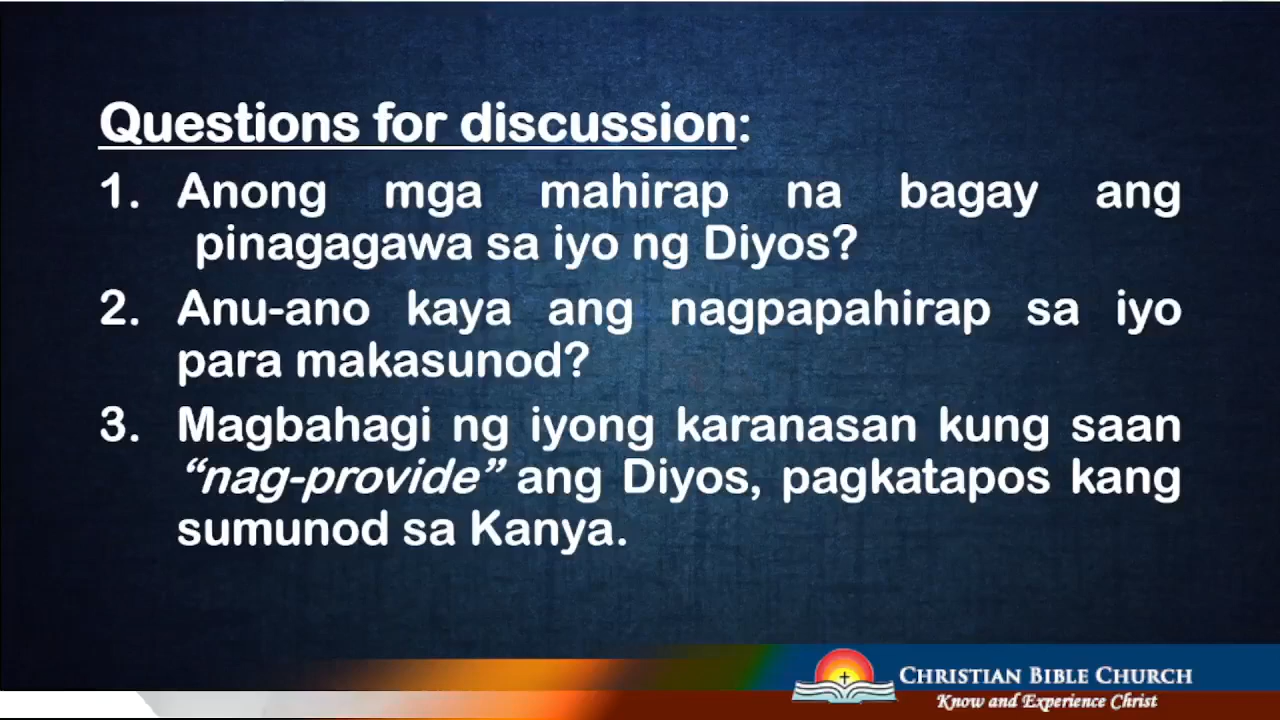 Questions for discussion:
1. Anong mga mahirap na bagay ang
pinagagawa sa iyo ng Diyos?
2. Anu-ano kaya ang nagpapahirap sa iyo
para makasunod?
3. Magbahagi ng iyong karanasan kung saan
“nag-provide” ang Diyos, pagkatapos kang
sumunod sa Kanya.
CHRISTIAN BIBLE CHURCH
Know and Experience Christ